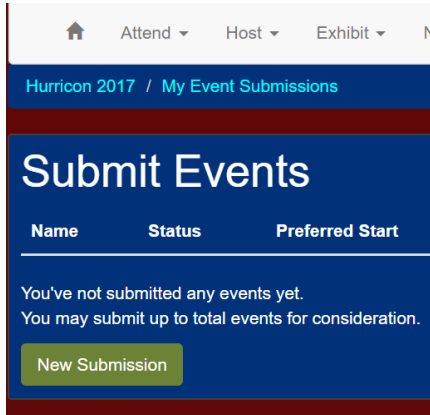 Attend Host Exhibit N
Hurricon 2017 / My Event Submissions
Submit Events
Name Status Preferred Start
You've not submitted any events yet.
You may submit up to total events for consideration.
New Submission